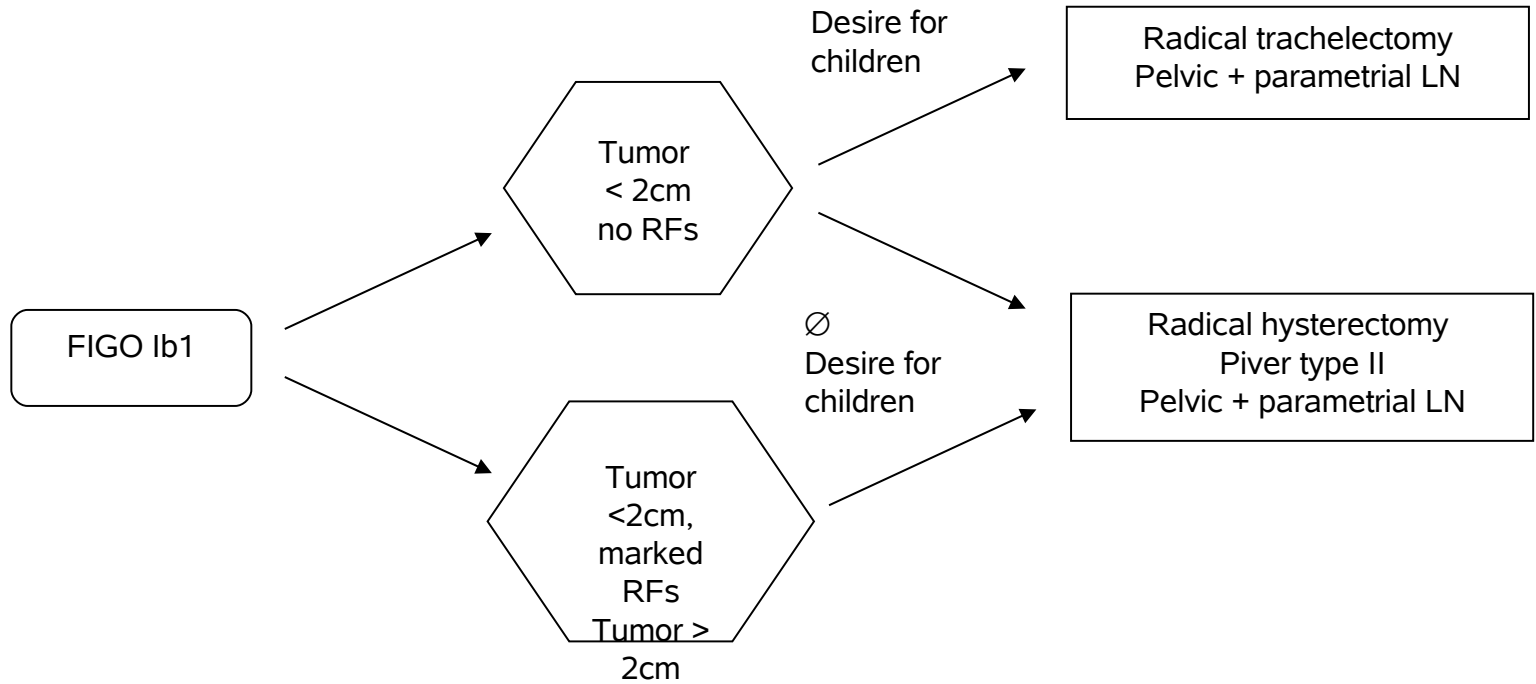 Desire for
children
Radical trachelectomy
Pelvic + parametrial LN
Tumor
< 2cm
no RFs
FIGO Ib1
∅
Desire for
children
Radical hysterectomy
Piver type II
Pelvic + parametrial LN
Tumor
<2cm,
marked
RFs
Tumor >
2cm